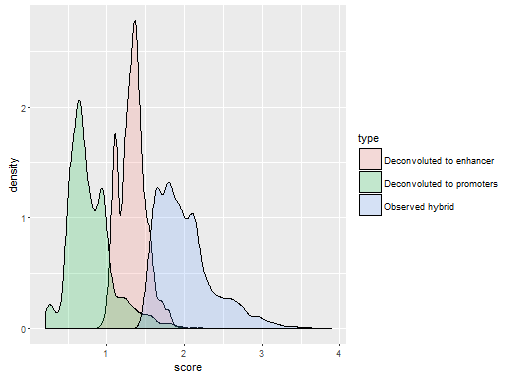 2
1
0
density
1
2
3
4
score
type
Deconvoluted to enhancer
Deconvoluted to promoters
Observed hybrid